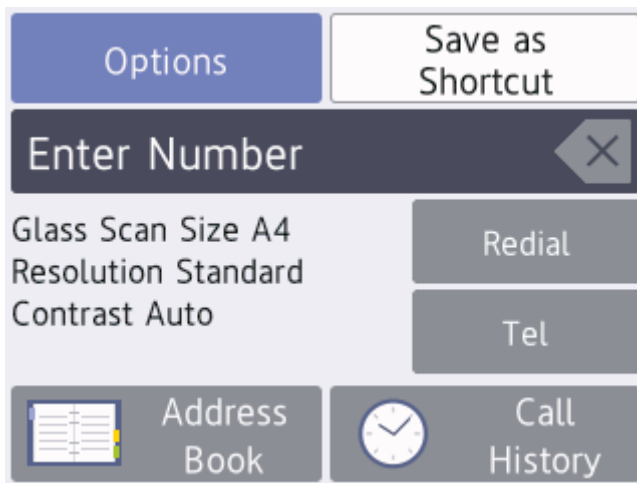 Options
Save as
Shortcut
Enter Number
Glass Scan Size A4
Resolution Standard
Contrast Auto
Redial
Tel
Address
Book
Call
History